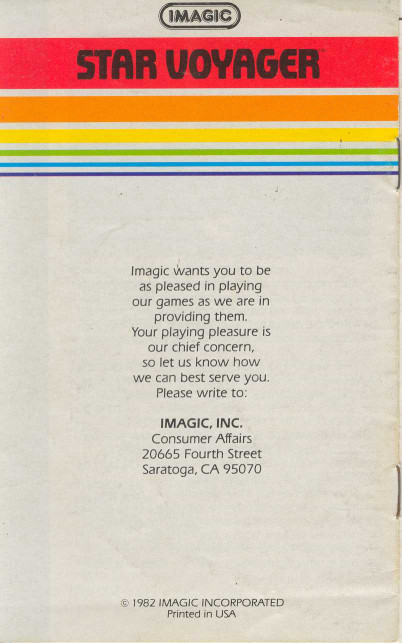 IMAGIC
STAR VOYAGER
Imagic wants you to be
as pleased in playing
our games as we are in
providing them.
Your playing pleasure is
our chief concern,
so let us know how
we can best serve you.
Please write to:
IMAGIC, INC.
Consumer Affairs
20665 Fourth Street
Saratoga, CA 95070
© 1982 IMAGIC INCORPORATED
Printed in USA